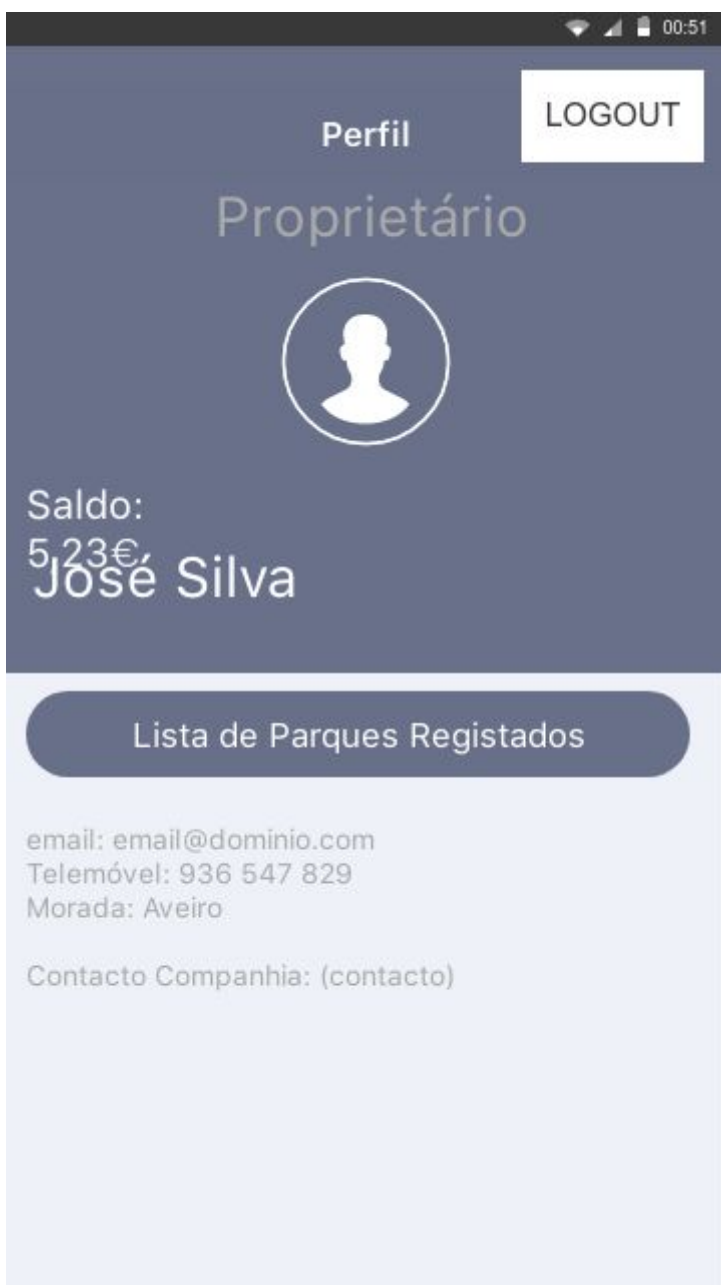 00:51
LOGOUT
Perfil
Proprietário
Saldo:
5,23€
José Silva
Lista de Parques Registados
email: email@dominio.com
Telemóvel: 936 547 829
Morada: Aveiro
Contacto Companhia: (contacto)